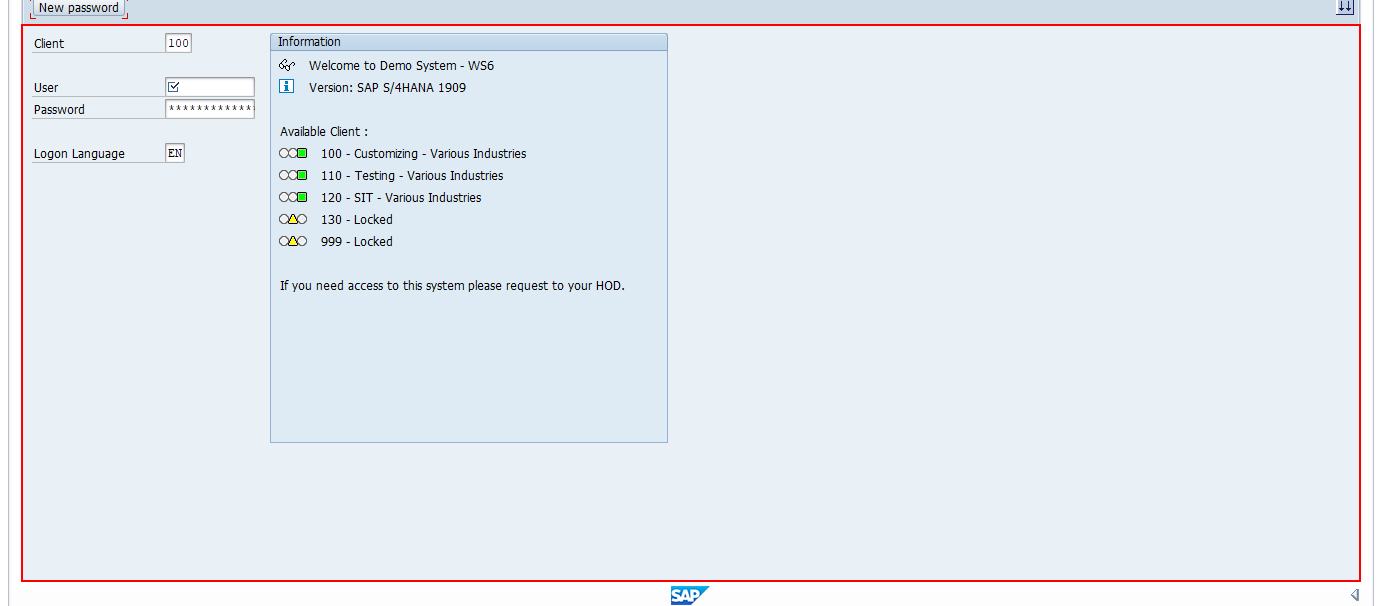 New password
Client 100
User
Password *************
Logon Language EN
Information
Welcome to Demo System - WS6
Version: SAP S/4HANA 1909
Available Client :
100 - Customizing - Various Industries
110 - Testing - Various Industries
120 - SIT - Various Industries
130 - Locked
999 - Locked
If you need access to this system please request to your HOD.
SAP